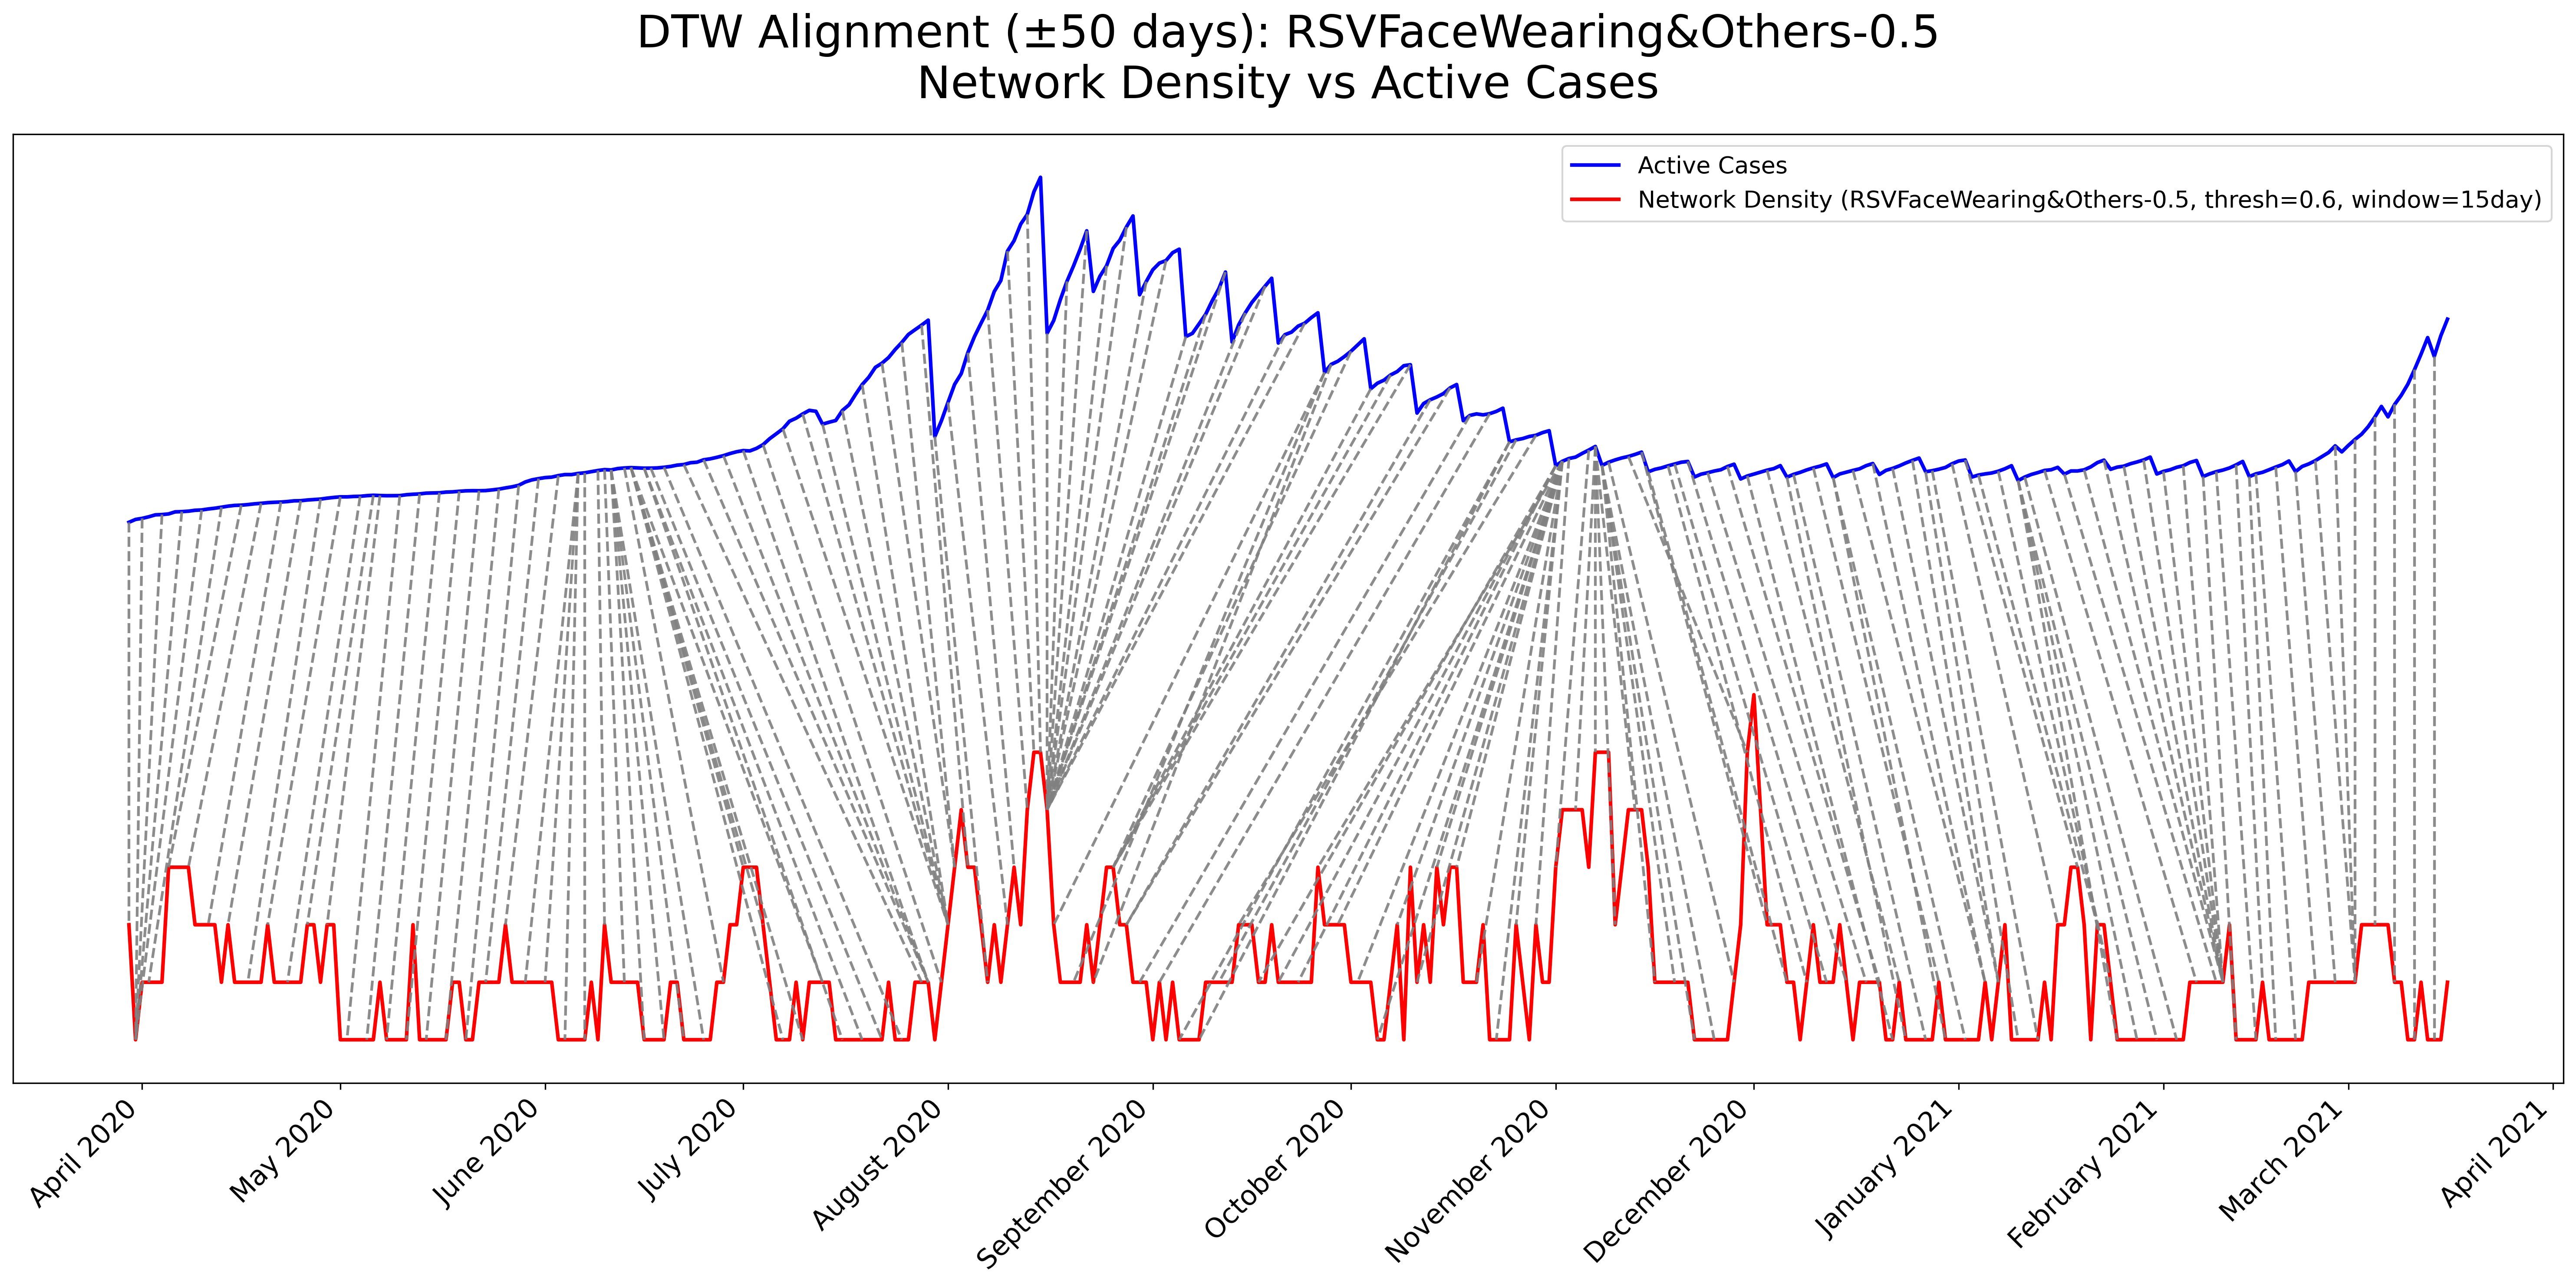 DTW Alignment (±50 days): RSVFaceWearing&Others-0.5
Network Density vs Active Cases
Active Cases
Network Density (RSVFaceWearing&Others-0.5, thresh=0.6, window=15day)
April 2020
May 2020
June 2020
July 2020
August 2020
September 2020
October 2020
November 2020
December 2020
January 2021
February 2021
March 2021
April 2021